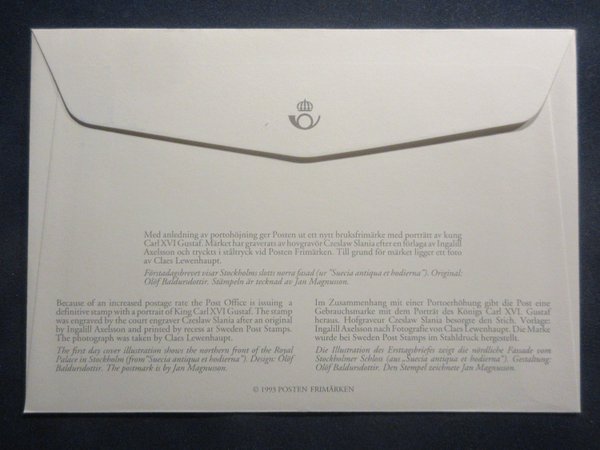 Med anledning av portohöjning ger Posten ut ett nytt bruksfrimärke med porträtt av kung
Carl XVI Gustaf. Märket har graverats av hovgravör Czesław Slania efter en förlaga av Ingalill
Axelsson och tryckts i ståltryck vid Posten Frimärken. Till grund för märket ligger ett foto
av Claes Lewenhaupt.
Förstadagsbrevet visar Stockholms slotts norra fasad (ur "Suecia antiqua et hodierna"). Original:
Olöf Baldursdottir. Stämpeln är tecknad av Jan Magnusson.
Because of an increased postage rate the Post Office is issuing a
definitive stamp with a portrait of King Carl XVI Gustaf. The stamp
was engraved by the court engraver Czesław Slania after an original
by Ingalill Axelsson and printed by recess at Sweden Post Stamps.
The photograph was taken by Claes Lewenhaupt.
The first day cover illustration shows the northern front of the Royal
Palace in Stockholm (from "Suecia antiqua et hodierna"). Design: Olöf
Baldursdottir. The postmark is by Jan Magnusson.
Im Zusammenhang mit einer Portoerhöhung gibt die Post eine
Gebrauchsmarke mit dem Porträt des Königs Carl XVI. Gustaf
heraus. Hofgraveur Czesław Slania besorgte den Stich. Vorlage:
Ingalill Axelsson nach Fotografie von Claes Lewenhaupt. Die Marke
wurde bei Sweden Post Stamps im Stahldruck hergestellt.
Die Illustration des Ersttagsbriefes zeigt die nördliche Fassade vom
Stockholmer Schloss (aus „Suecia antiqua et hodierna"). Gestaltung:
Olöf Baldursdottir. Den Stempel zeichnete Jan Magnusson.
© 1993 POSTEN FRIMÄRKEN